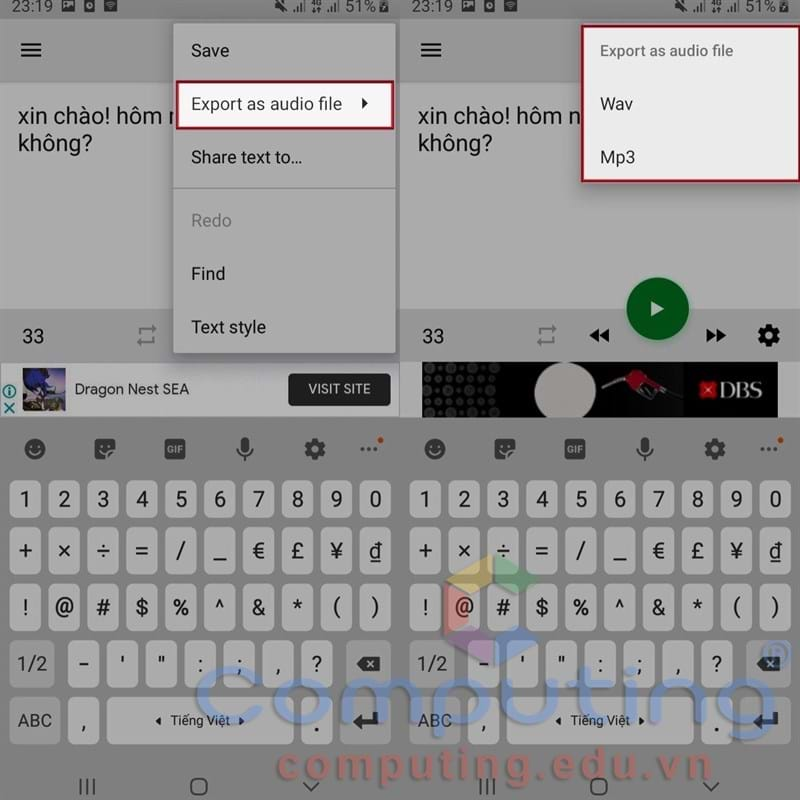 23:19 4G 51%
Save
Export as audio file
Share text to...
Redo
Find
Text style
xin chào! hôm n
không?
33
Dragon Nest SEA
VISIT SITE
GIF
1 2 3 4 5 6 7 8 9 0
+ × ÷ = / _ € £ ¥ ₫
! @ # $ % ^ & * ( )
1/2 - ' " : ; , ?
ABC , Tiếng Việt .
23:19 4G 51%
Export as audio file
Wav
Mp3
xin chào! hôm n
không?
33
DBS
GIF
1 2 3 4 5 6 7 8 9 0
+ × ÷ = / _ € £ ¥ ₫
! @ # $ % ^ & * ( )
1/2 - ' " : ; , ?
ABC , Tiếng Việt .
Computing ®
computing.edu.vn